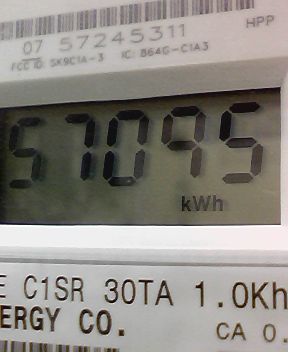 HPP
07 57245311
FCC ID: SK9C1A-3 IC: 864G-C1A3
57095
kWh
E C1SR 30TA 1.0Kh
ERGY CO. CA 0.